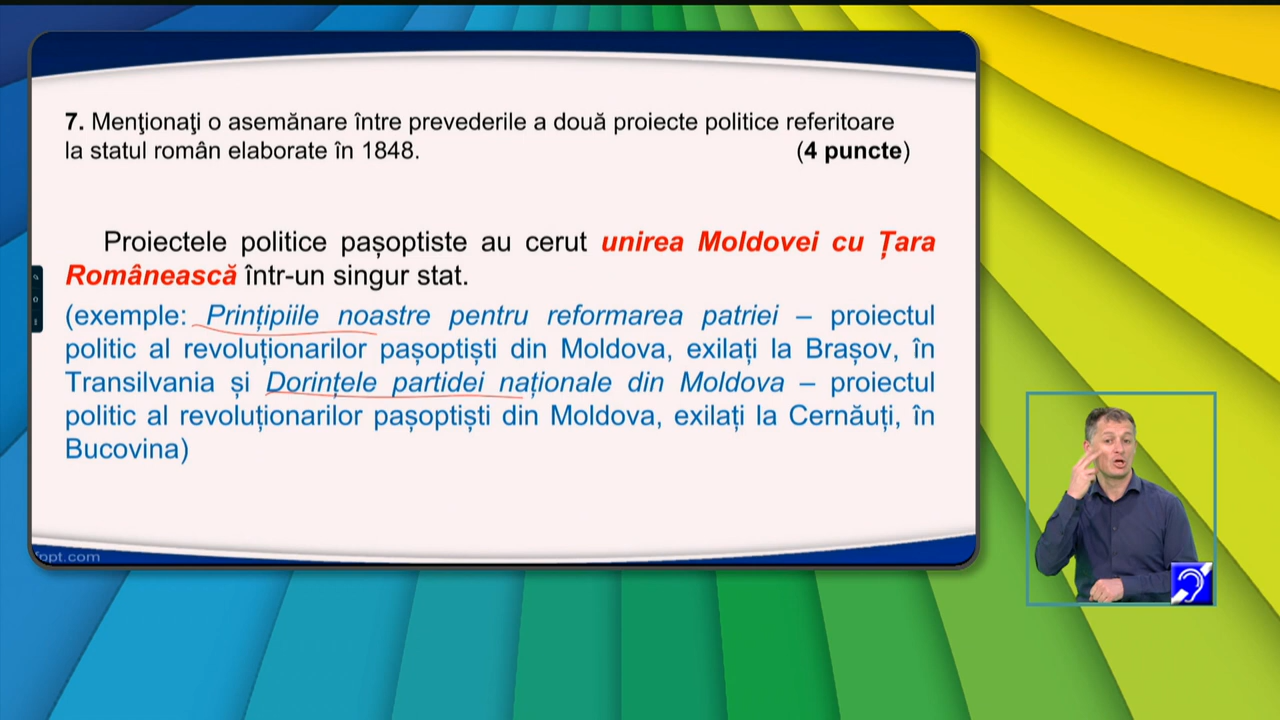 7. Menţionaţi o asemănare între prevederile a două proiecte politice referitoare
la statul român elaborate în 1848. (4 puncte)
Proiectele politice pașoptiste au cerut unirea Moldovei cu Țara
Românească într-un singur stat.
(exemple: Prințipiile noastre pentru reformarea patriei – proiectul
politic al revoluționarilor pașoptiști din Moldova, exilați la Brașov, în
Transilvania și Dorințele partidei naționale din Moldova – proiectul
politic al revoluționarilor pașoptiști din Moldova, exilați la Cernăuți, în
Bucovina)
fppt.com